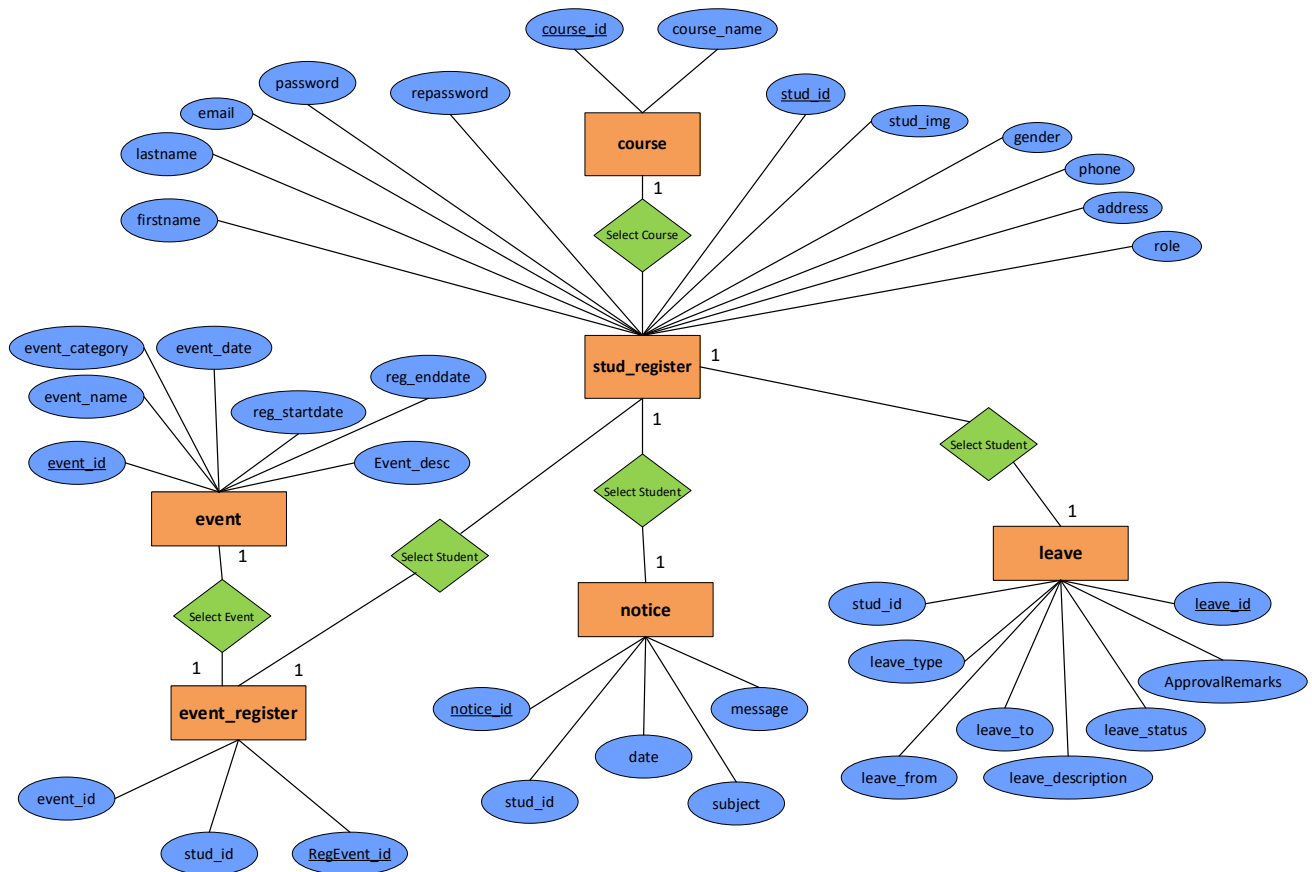 course_id
course_name
password
repassword
stud_id
email
stud_img
gender
lastname
course
phone
1
address
firstname
Select Course
role
event_category
event_date
stud_register
1
reg_enddate
event_name
reg_startdate
1
Select Student
event_id
Event_desc
Select Student
event
1
1
leave
Select Student
1
1
stud_id
leave_id
notice
Select Event
leave_type
1
1
ApprovalRemarks
event_register
notice_id
message
leave_to
leave_status
date
leave_from
leave_description
event_id
stud_id
subject
stud_id
RegEvent_id